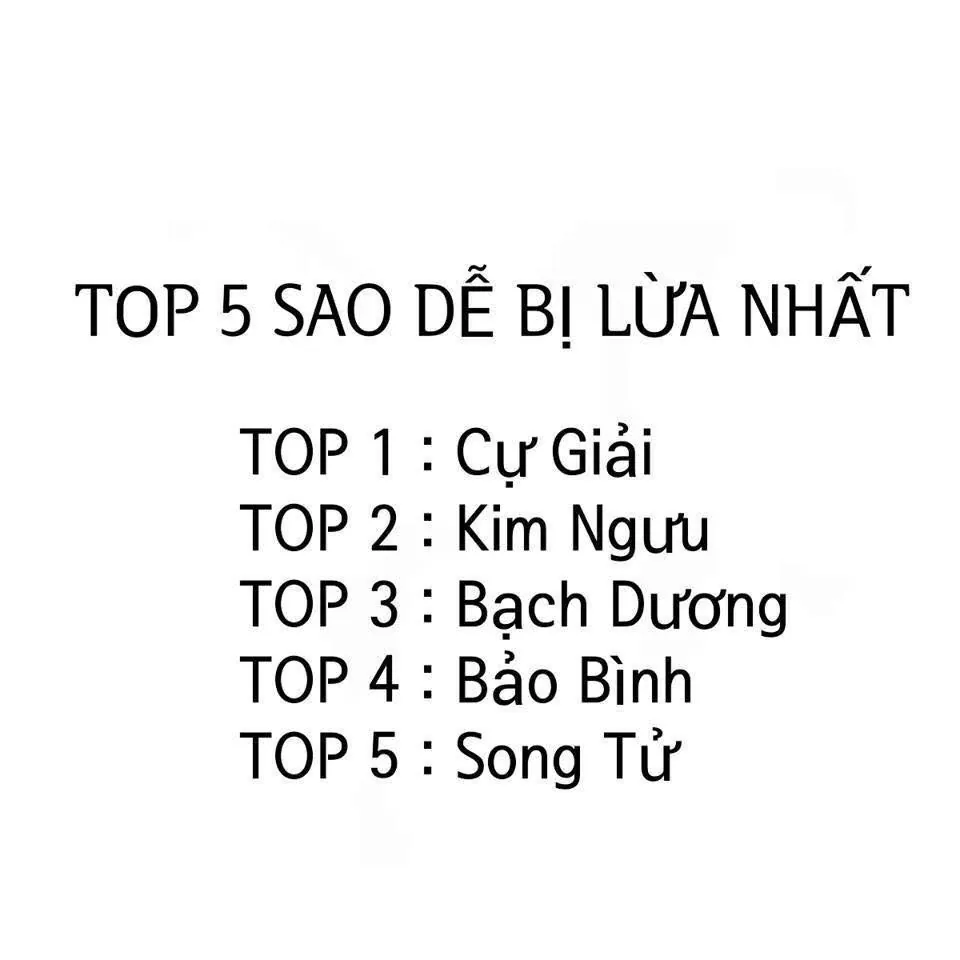 TOP 5 SAO DỄ BỊ LỪA NHẤT
TOP 1 : Cự Giải
TOP 2 : Kim Ngưu
TOP 3 : Bạch Dương
TOP 4 : Bảo Bình
TOP 5 : Song Tử